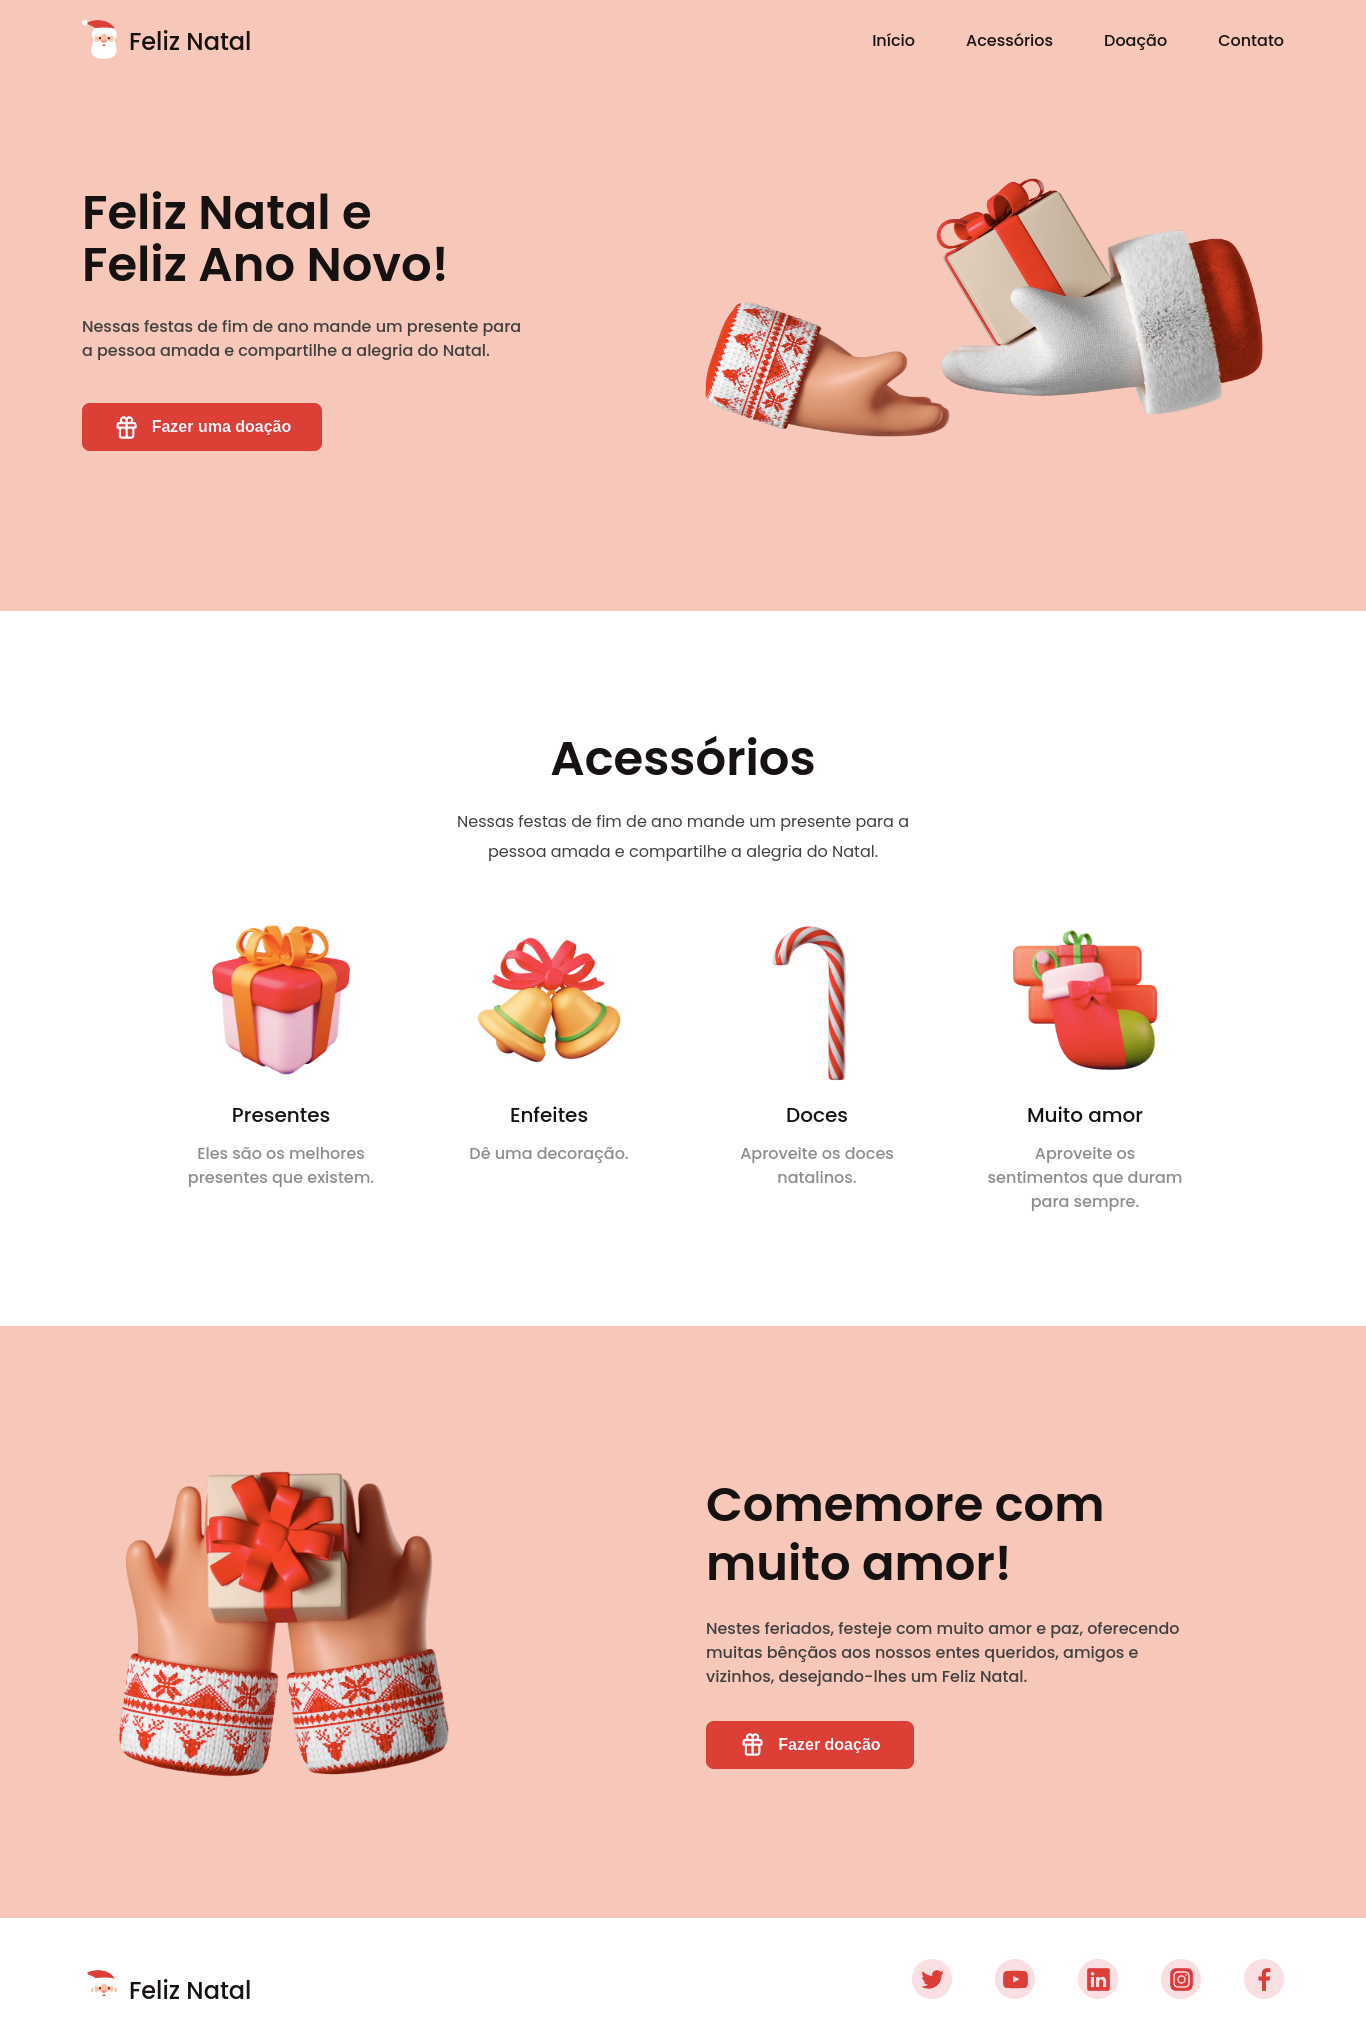 Feliz Natal
Início
Acessórios
Doação
Contato
Feliz Natal e
Feliz Ano Novo!
Nessas festas de fim de ano mande um presente para
a pessoa amada e compartilhe a alegria do Natal.
Fazer uma doação
Acessórios
Nessas festas de fim de ano mande um presente para a
pessoa amada e compartilhe a alegria do Natal.
Presentes
Eles são os melhores
presentes que existem.
Enfeites
Dê uma decoração.
Doces
Aproveite os doces
natalinos.
Muito amor
Aproveite os
sentimentos que duram
para sempre.
Comemore com
muito amor!
Nestes feriados, festeje com muito amor e paz, oferecendo
muitas bênçãos aos nossos entes queridos, amigos e
vizinhos, desejando-lhes um Feliz Natal.
Fazer doação
Feliz Natal